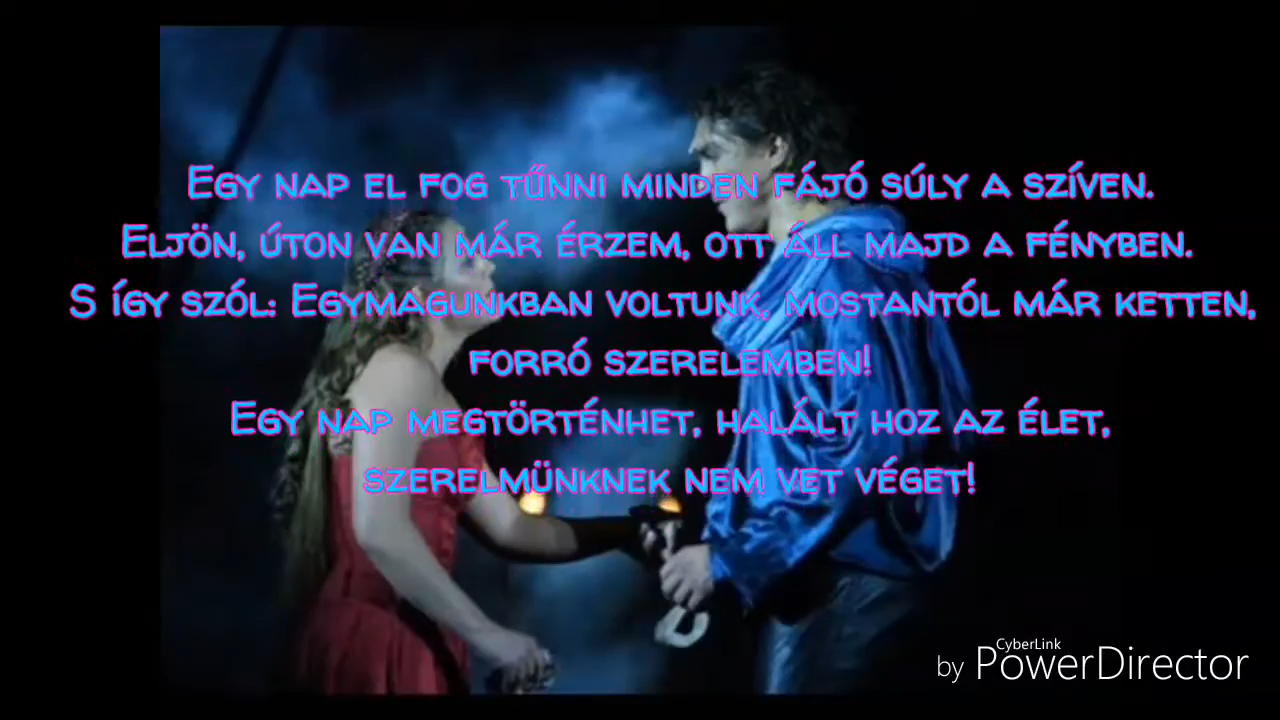 Egy nap el fog tűnni minden fájó súly a szíven.
Eljön, úton van már érzem, ott áll majd a fényben.
S így szól: Egymagunkban voltunk, mostantól már ketten,
forró szerelemben!
Egy nap megtörténhet, halált hoz az élet,
szerelmünknek nem vet véget!
CyberLink
by PowerDirector